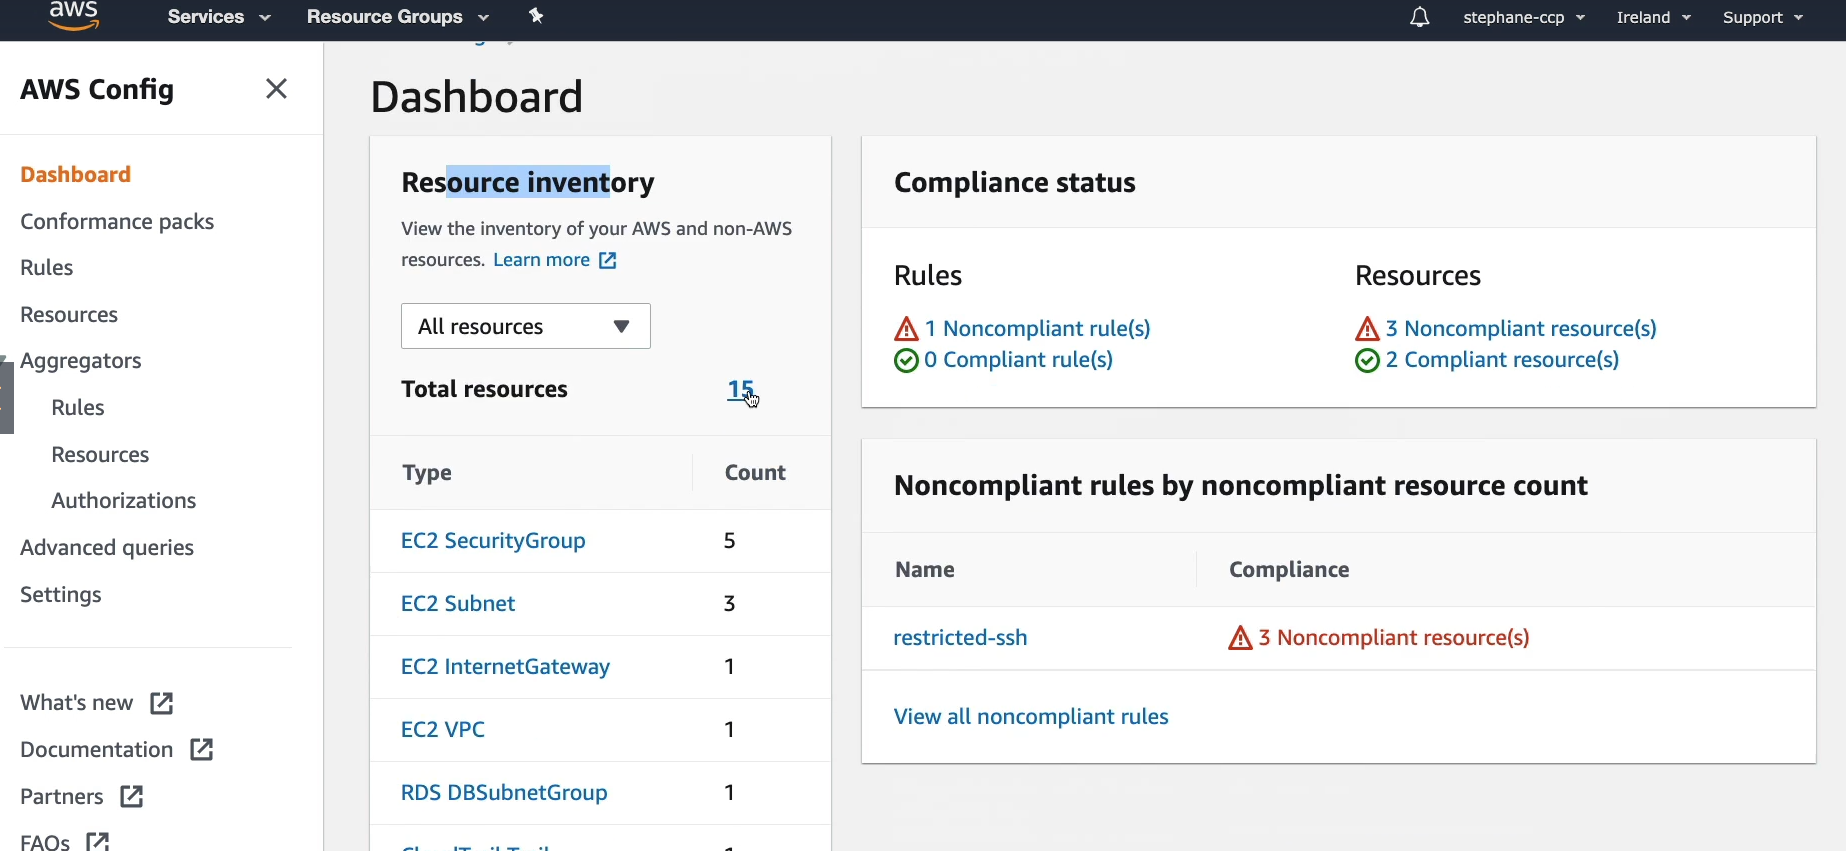 aws Services Resource Groups stephane-ccp Ireland Support
AWS Config
Dashboard
Conformance packs
Rules
Resources
Aggregators
Rules
Resources
Authorizations
Advanced queries
Settings
What's new
Documentation
Partners
FAQs
Dashboard
Resource inventory
View the inventory of your AWS and non-AWS
resources. Learn more
All resources
Total resources 15
Type Count
EC2 SecurityGroup 5
EC2 Subnet 3
EC2 InternetGateway 1
EC2 VPC 1
RDS DBSubnetGroup 1
Compliance status
Rules Resources
1 Noncompliant rule(s) 3 Noncompliant resource(s)
0 Compliant rule(s) 2 Compliant resource(s)
Noncompliant rules by noncompliant resource count
Name Compliance
restricted-ssh 3 Noncompliant resource(s)
View all noncompliant rules